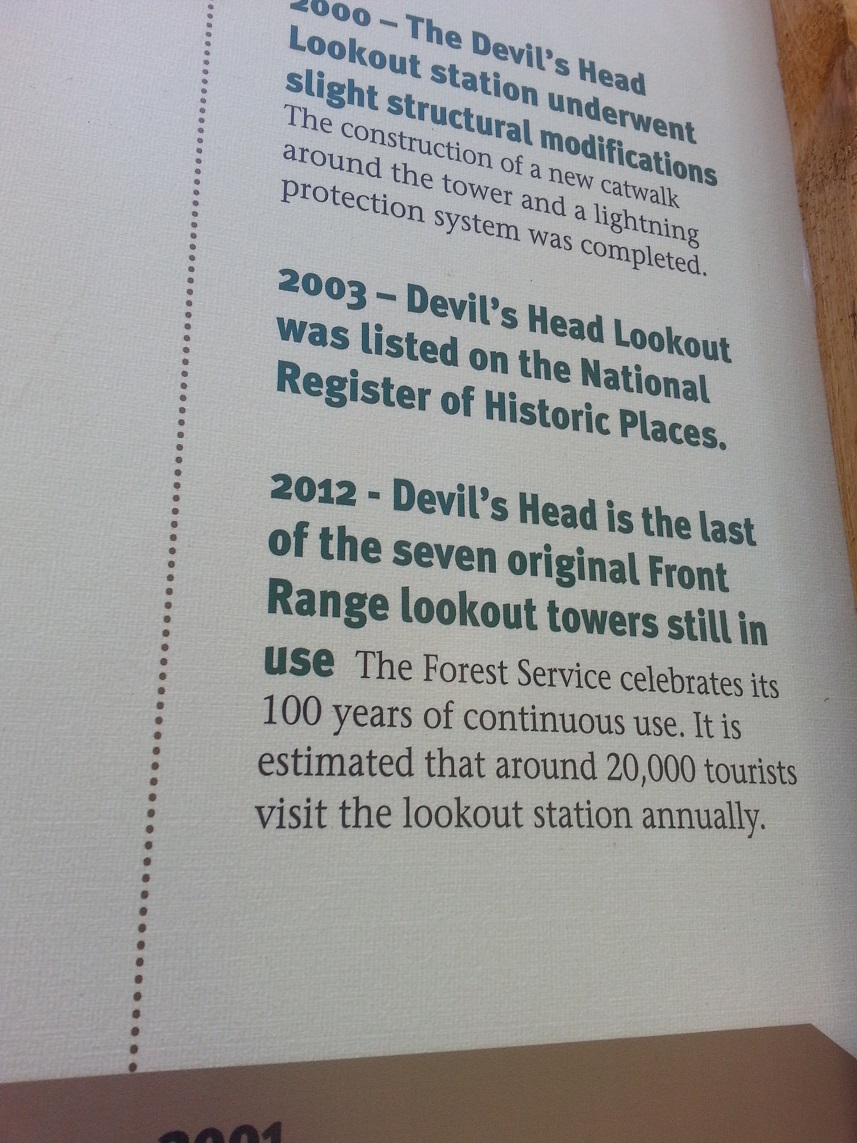 2000 – The Devil's Head
Lookout station underwent
slight structural modifications
The construction of a new catwalk
around the tower and a lightning
protection system was completed.
2003 – Devil's Head Lookout
was listed on the National
Register of Historic Places.
2012 - Devil's Head is the last
of the seven original Front
Range lookout towers still in
use The Forest Service celebrates its
100 years of continuous use. It is
estimated that around 20,000 tourists
visit the lookout station annually.
2001